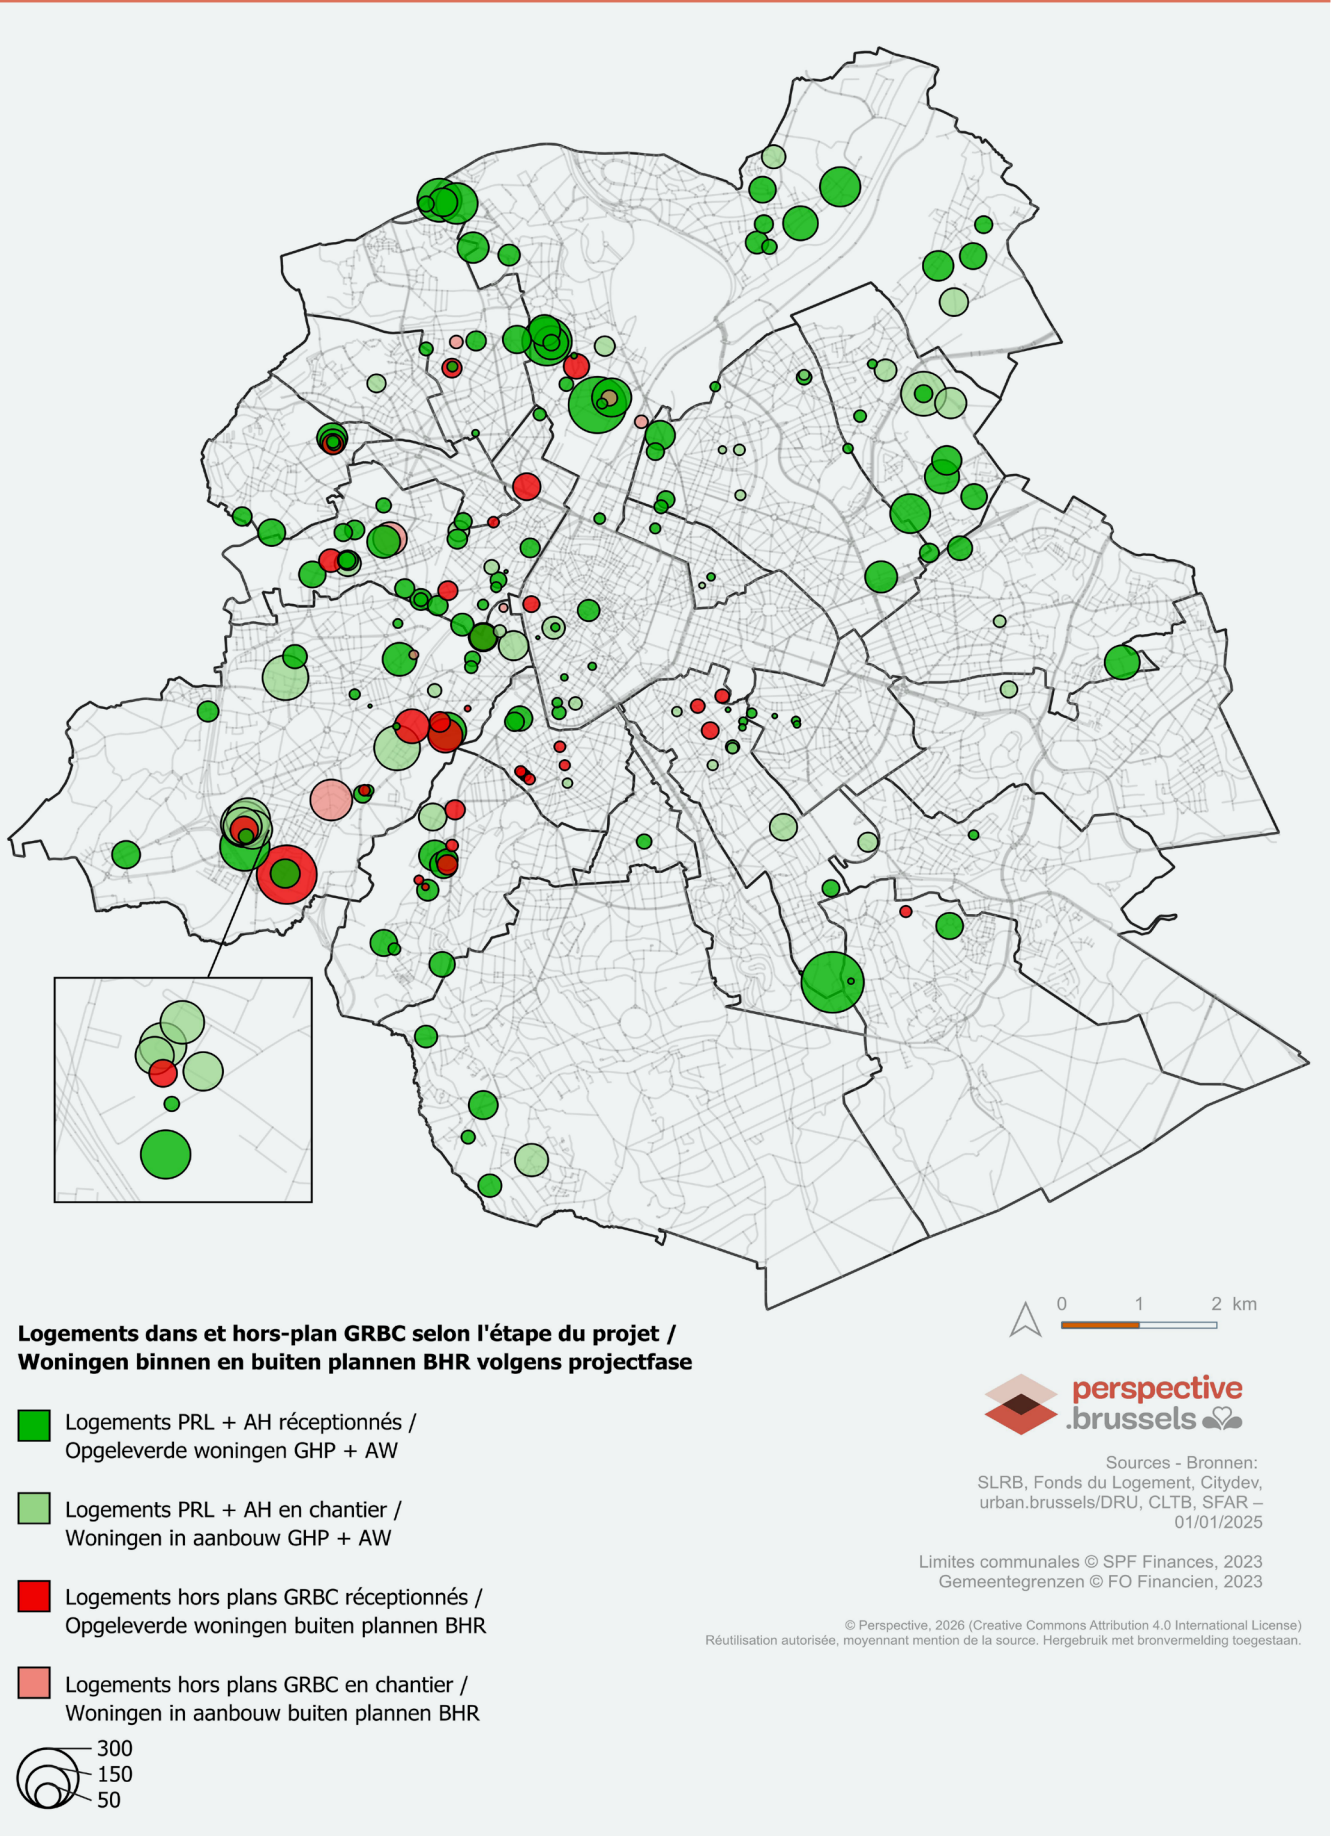 Logements dans et hors-plan GRBC selon l'étape du projet /
Woningen binnen en buiten plannen BHR volgens projectfase
Logements PRL + AH réceptionnés /
Opgeleverde woningen GHP + AW
Logements PRL + AH en chantier /
Woningen in aanbouw GHP + AW
Logements hors plans GRBC réceptionnés /
Opgeleverde woningen buiten plannen BHR
Logements hors plans GRBC en chantier /
Woningen in aanbouw buiten plannen BHR
300
150
50
0 1 2 km
perspective
.brussels
Sources - Bronnen:
SLRB, Fonds du Logement, Citydev,
urban.brussels/DRU, CLTB, SFAR –
01/01/2025
Limites communales © SPF Finances, 2023
Gemeentegrenzen © FO Financien, 2023
© Perspective, 2026 (Creative Commons Attribution 4.0 International License)
Réutilisation autorisée, moyennant mention de la source. Hergebruik met bronvermelding toegestaan.